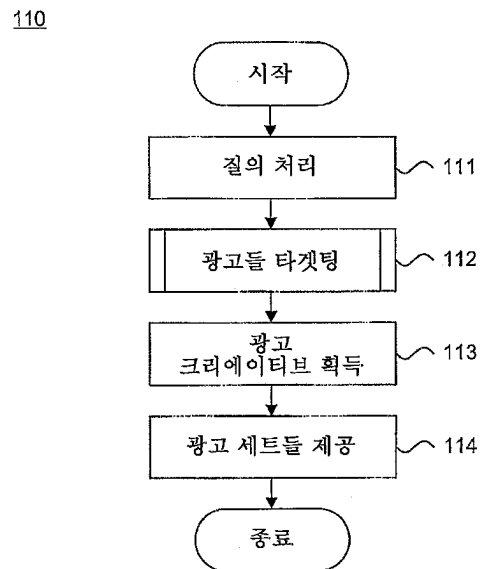 110
시작
질의 처리
111
광고들 타겟팅
112
광고
크리에이티브 획득
113
광고 세트들 제공
114
종료